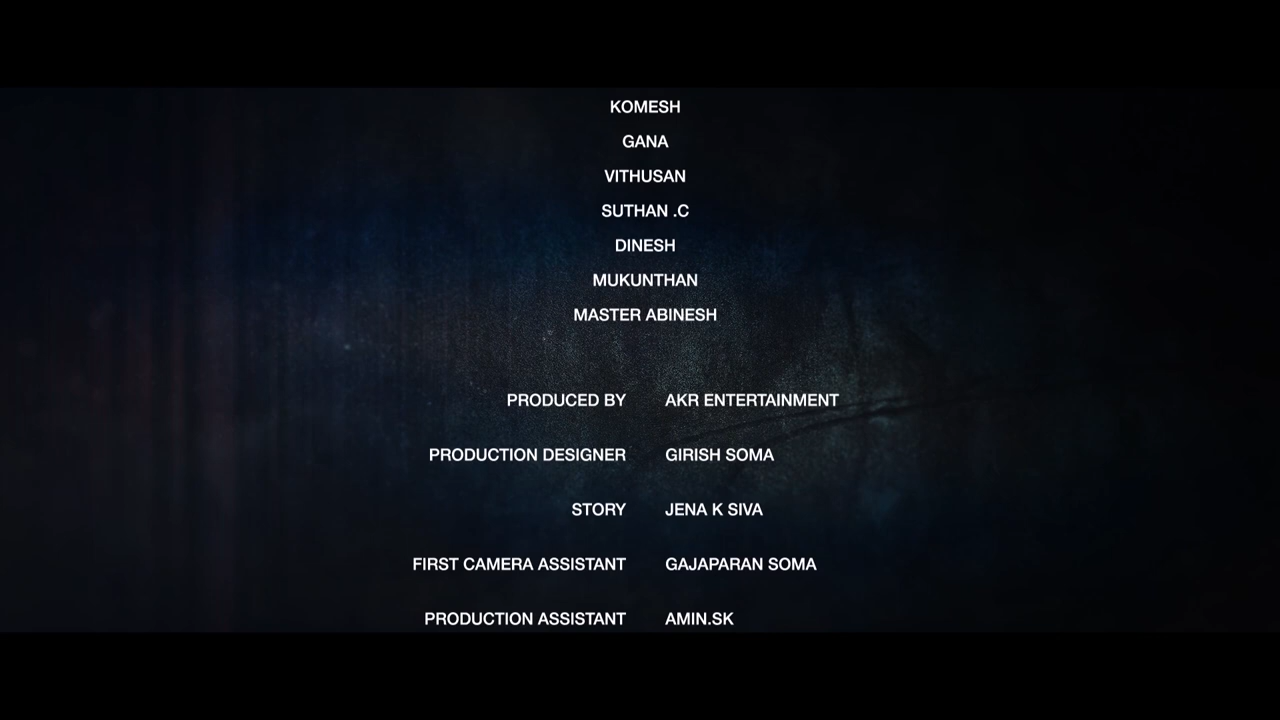 KOMESH
GANA
VITHUSAN
SUTHAN .C
DINESH
MUKUNTHAN
MASTER ABINESH
PRODUCED BY AKR ENTERTAINMENT
PRODUCTION DESIGNER GIRISH SOMA
STORY JENA K SIVA
FIRST CAMERA ASSISTANT GAJAPARAN SOMA
PRODUCTION ASSISTANT AMIN.SK